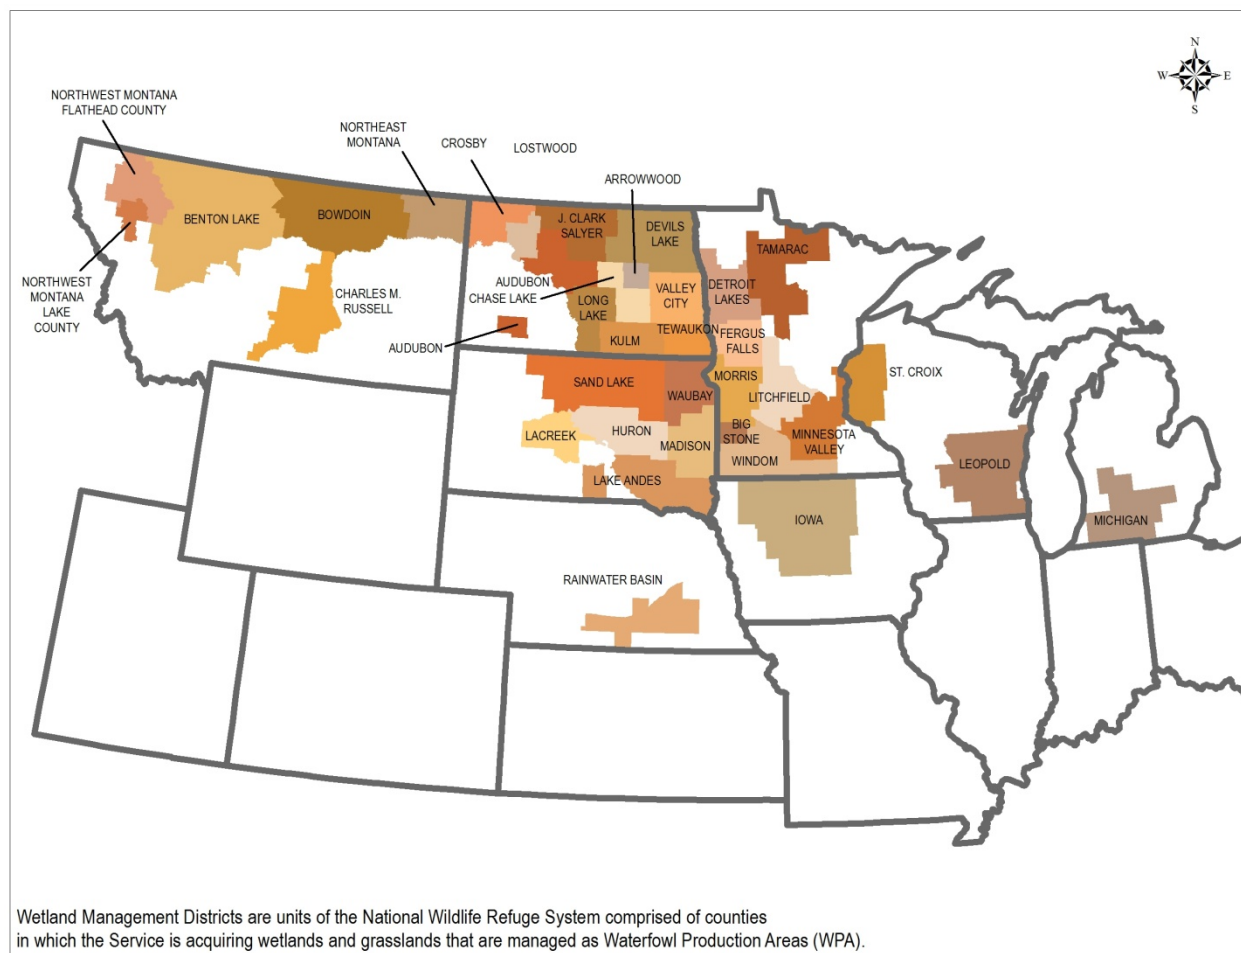 N
W E
S
NORTHWEST MONTANA
FLATHEAD COUNTY
NORTHEAST
MONTANA
CROSBY
LOSTWOOD
ARROWWOOD
BENTON LAKE
BOWDOIN
J. CLARK
SALYER
DEVILS
LAKE
TAMARAC
NORTHWEST
MONTANA
LAKE
COUNTY
CHARLES M.
RUSSELL
AUDUBON
CHASE LAKE
VALLEY
CITY
DETROIT
LAKES
LONG
LAKE
TEWAUKON
KULM
FERGUS
FALLS
AUDUBON
SAND LAKE
WAUBAY
MORRIS
LITCHFIELD
ST. CROIX
LACREEK
HURON
MADISON
BIG
STONE
MINNESOTA
VALLEY
WINDOM
LAKE ANDES
LEOPOLD
IOWA
MICHIGAN
RAINWATER BASIN
Wetland Management Districts are units of the National Wildlife Refuge System comprised of counties
in which the Service is acquiring wetlands and grasslands that are managed as Waterfowl Production Areas (WPA).